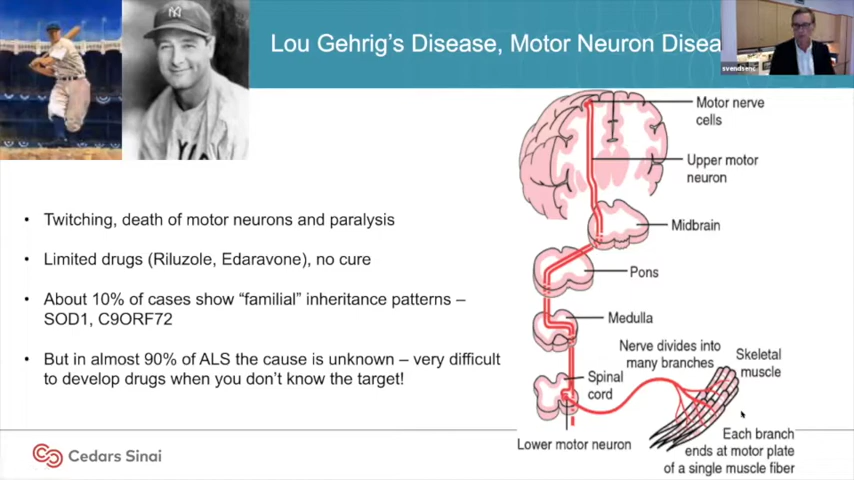 Lou Gehrig's Disease, Motor Neuron Disea
svendsenc
NY
• Twitching, death of motor neurons and paralysis
• Limited drugs (Riluzole, Edaravone), no cure
• About 10% of cases show “familial” inheritance patterns –
SOD1, C9ORF72
• But in almost 90% of ALS the cause is unknown – very difficult
to develop drugs when you don't know the target!
Motor nerve
cells
Upper motor
neuron
Midbrain
Pons
Medulla
Nerve divides into
many branches
Skeletal
muscle
Spinal
cord
Lower motor neuron
Each branch
ends at motor plate
of a single muscle fiber
Cedars Sinai